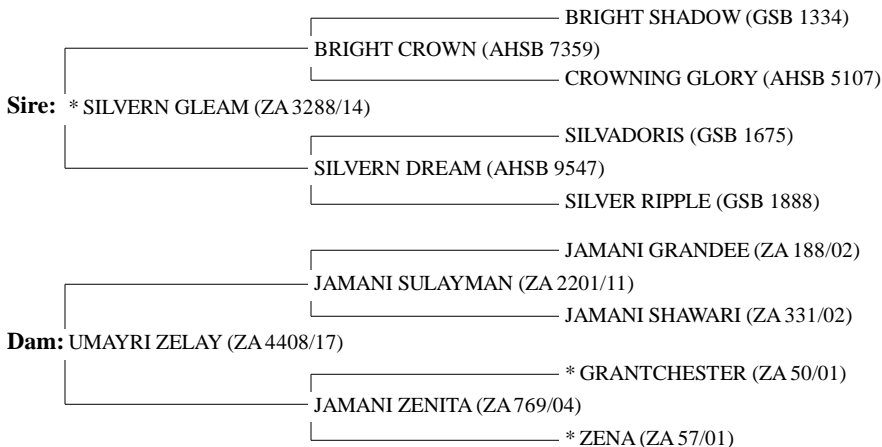 BRIGHT SHADOW (GSB 1334)
BRIGHT CROWN (AHSB 7359)
CROWNING GLORY (AHSB 5107)
Sire: * SILVERN GLEAM (ZA 3288/14)
SILVADORIS (GSB 1675)
SILVERN DREAM (AHSB 9547)
SILVER RIPPLE (GSB 1888)
JAMANI GRANDEE (ZA 188/02)
JAMANI SULAYMAN (ZA 2201/11)
JAMANI SHAWARI (ZA 331/02)
Dam: UMAYRI ZELAY (ZA 4408/17)
* GRANTCHESTER (ZA 50/01)
JAMANI ZENITA (ZA 769/04)
* ZENA (ZA 57/01)